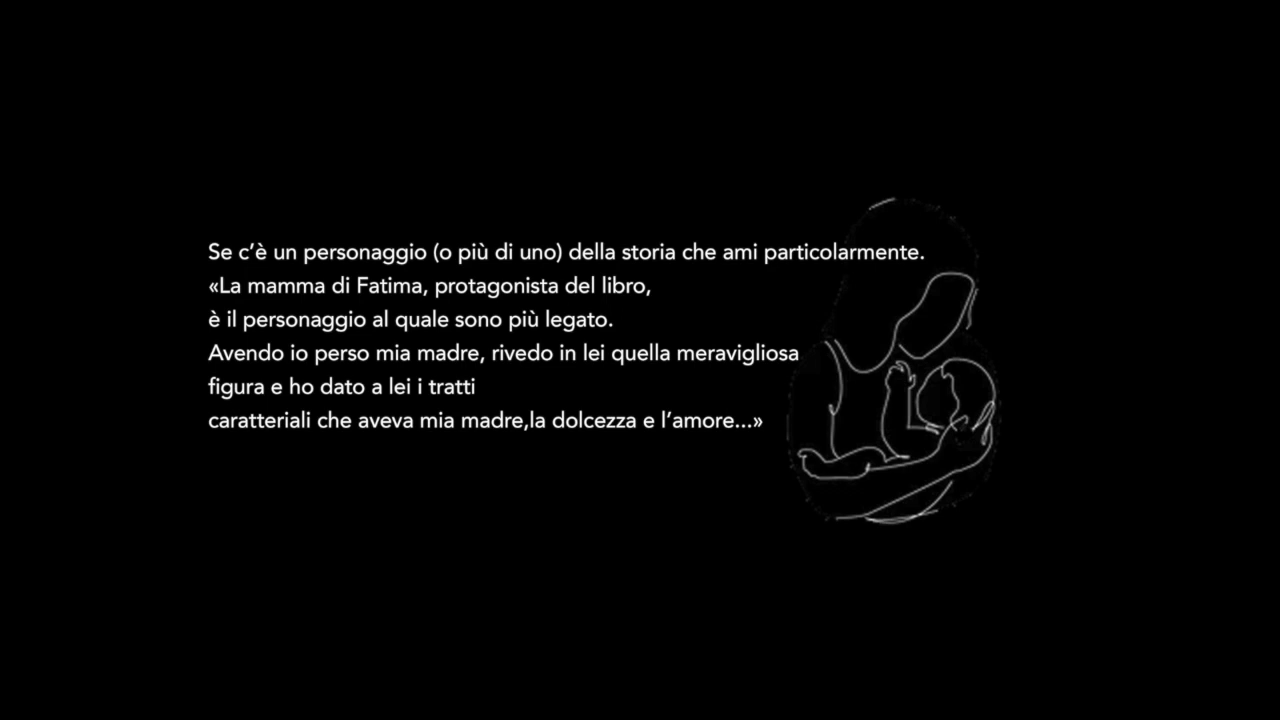 Se c’è un personaggio (o più di uno) della storia che ami particolarmente.
«La mamma di Fatima, protagonista del libro,
è il personaggio al quale sono più legato.
Avendo io perso mia madre, rivedo in lei quella meravigliosa
figura e ho dato a lei i tratti
caratteriali che aveva mia madre,la dolcezza e l’amore...»